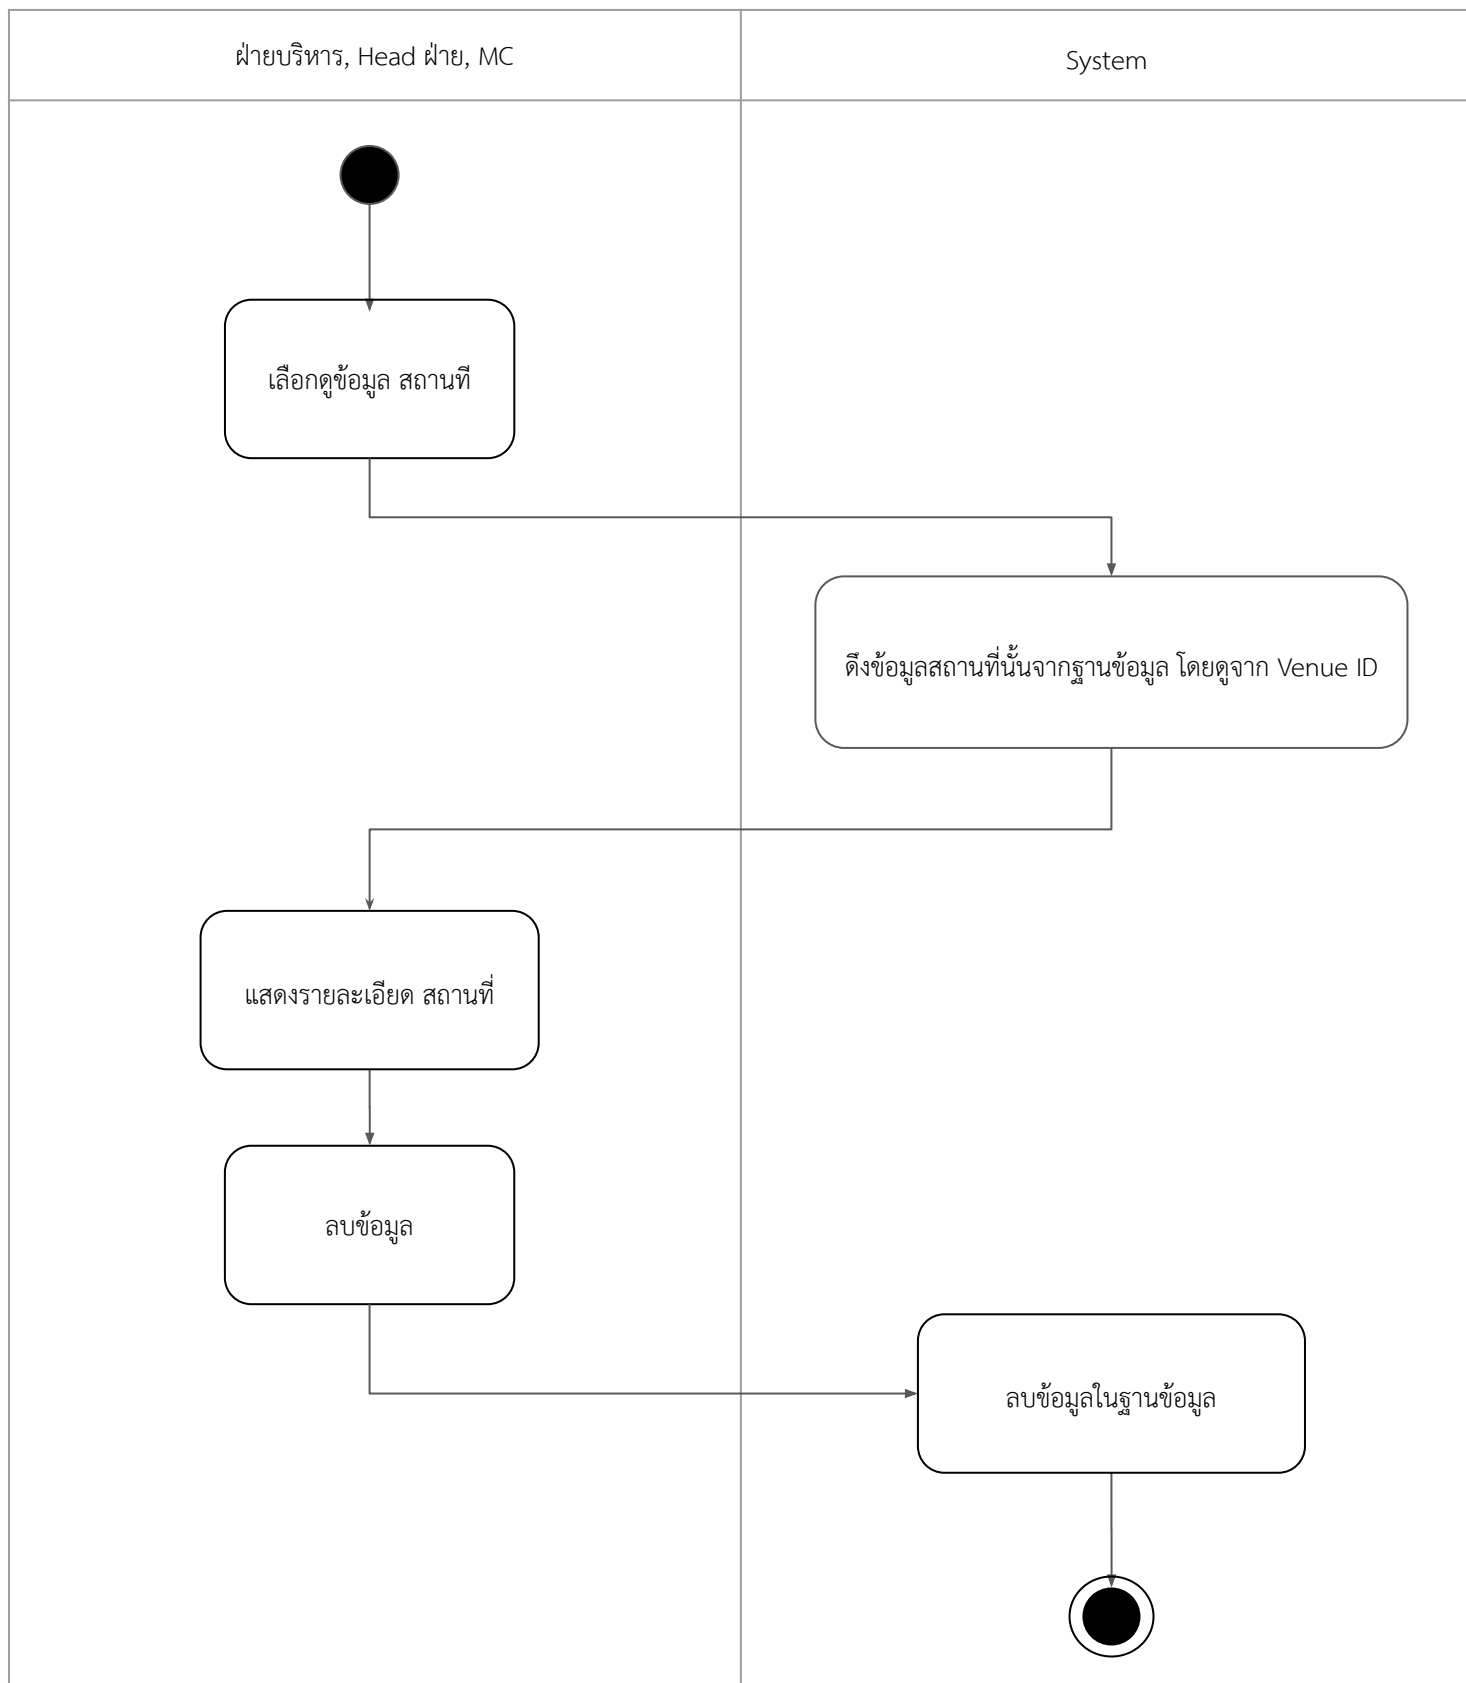 ฝ่ายบริหาร, Head ฝ่าย, MC
System
เลือกดูข้อมูล สถานที
ดึงข้อมูลสถานที่นั้นจากฐานข้อมูล โดยดูจาก Venue ID
แสดงรายละเอียด สถานที่
ลบข้อมูล
ลบข้อมูลในฐานข้อมูล